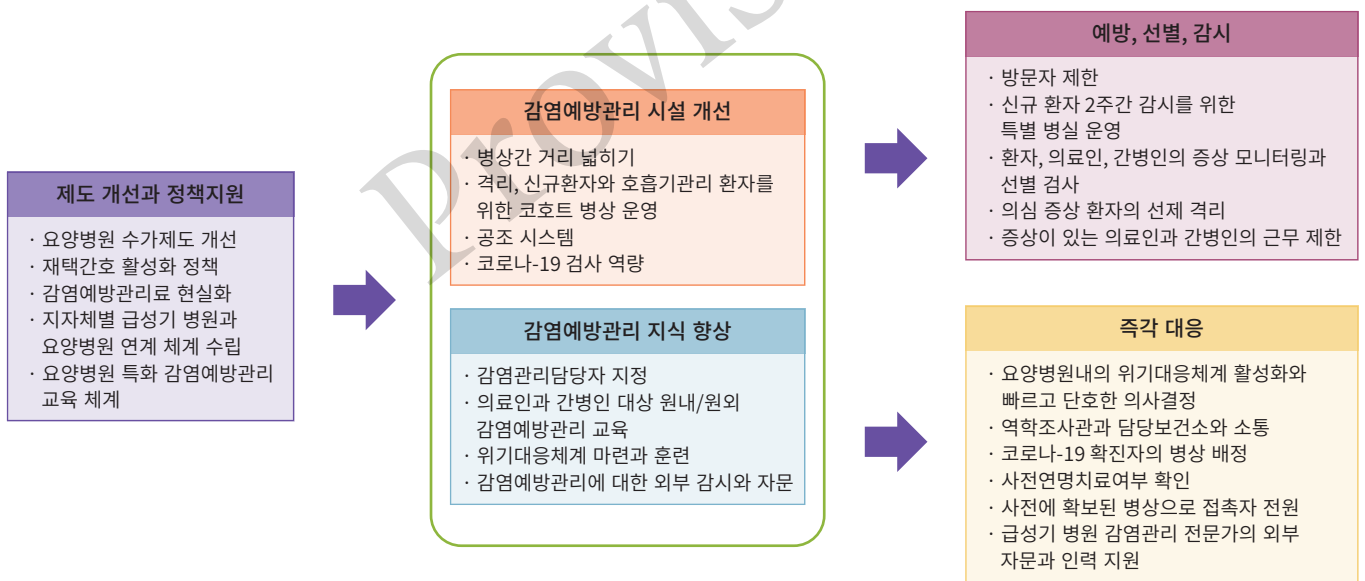 제도 개선과 정책지원
· 요양병원 수가제도 개선
· 재택간호 활성화 정책
· 감염예방관리료 현실화
· 지자체별 급성기 병원과
요양병원 연계 체계 수립
· 요양병원 특화 감염예방관리
교육 체계
감염예방관리 시설 개선
· 병상간 거리 넓히기
· 격리, 신규환자와 호흡기관리 환자를
위한 코호트 병상 운영
· 공조 시스템
· 코로나-19 검사 역량
감염예방관리 지식 향상
· 감염관리담당자 지정
· 의료인과 간병인 대상 원내/원외
감염예방관리 교육
· 위기대응체계 마련과 훈련
· 감염예방관리에 대한 외부 감시와 자문
예방, 선별, 감시
· 방문자 제한
· 신규 환자 2주간 감시를 위한
특별 병실 운영
· 환자, 의료인, 간병인의 증상 모니터링과
선별 검사
· 의심 증상 환자의 선제 격리
· 증상이 있는 의료인과 간병인의 근무 제한
즉각 대응
· 요양병원내의 위기대응체계 활성화와
빠르고 단호한 의사결정
· 역학조사관과 담당보건소와 소통
· 코로나-19 확진자의 병상 배정
· 사전연명치료여부 확인
· 사전에 확보된 병상으로 접촉자 전원
· 급성기 병원 감염관리 전문가의 외부
자문과 인력 지원
Provis